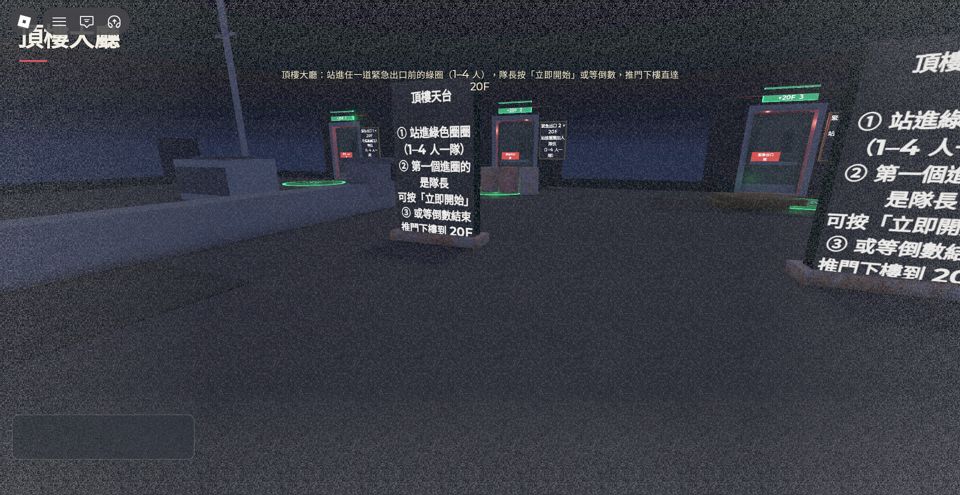 頂樓大廳
頂樓大廳：站進任一道緊急出口前的綠圈（1–4 人），隊長按「立即開始」或等倒數，推門下樓直達
20F
頂樓天台
① 站進綠色圈圈
（1–4 人一隊）
② 第一個進圈的
是隊長
可按「立即開始」
③ 或等倒數結束
推門下樓到 20F
頂樓
① 站進綠
（1–4 人一
② 第一個進
是隊長
可按「立即開
③ 或等倒數結
推門下樓到 20